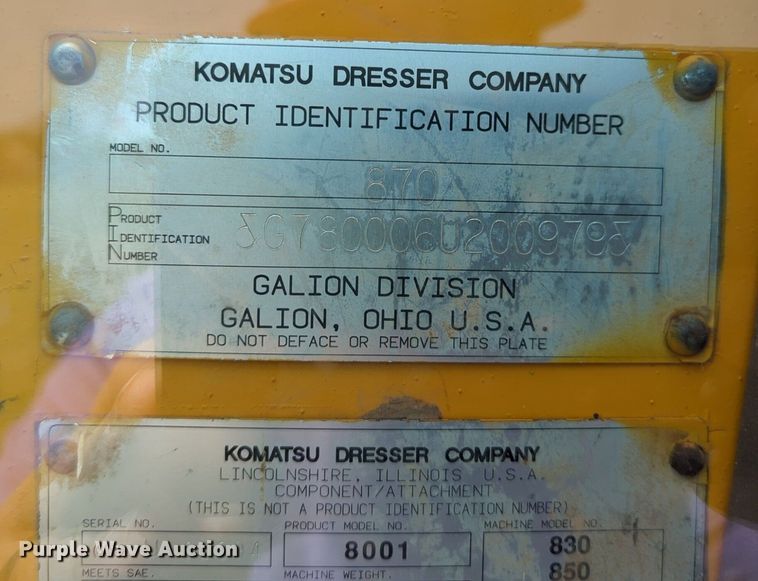 KOMATSU DRESSER COMPANY
PRODUCT IDENTIFICATION NUMBER
MODEL NO.
870
PRODUCT
IDENTIFICATION
NUMBER
GALION DIVISION
GALION, OHIO U.S.A.
DO NOT DEFACE OR REMOVE THIS PLATE
KOMATSU DRESSER COMPANY
LINCOLNSHIRE, ILLINOIS U.S.A.
COMPONENT/ATTACHMENT
(THIS IS NOT A PRODUCT IDENTIFICATION NUMBER)
SERIAL NO. PRODUCT MODEL NO. MACHINE MODEL NO.
8001 830
850
MEETS SAE. MACHINE WEIGHT.
Purple Wave Auction